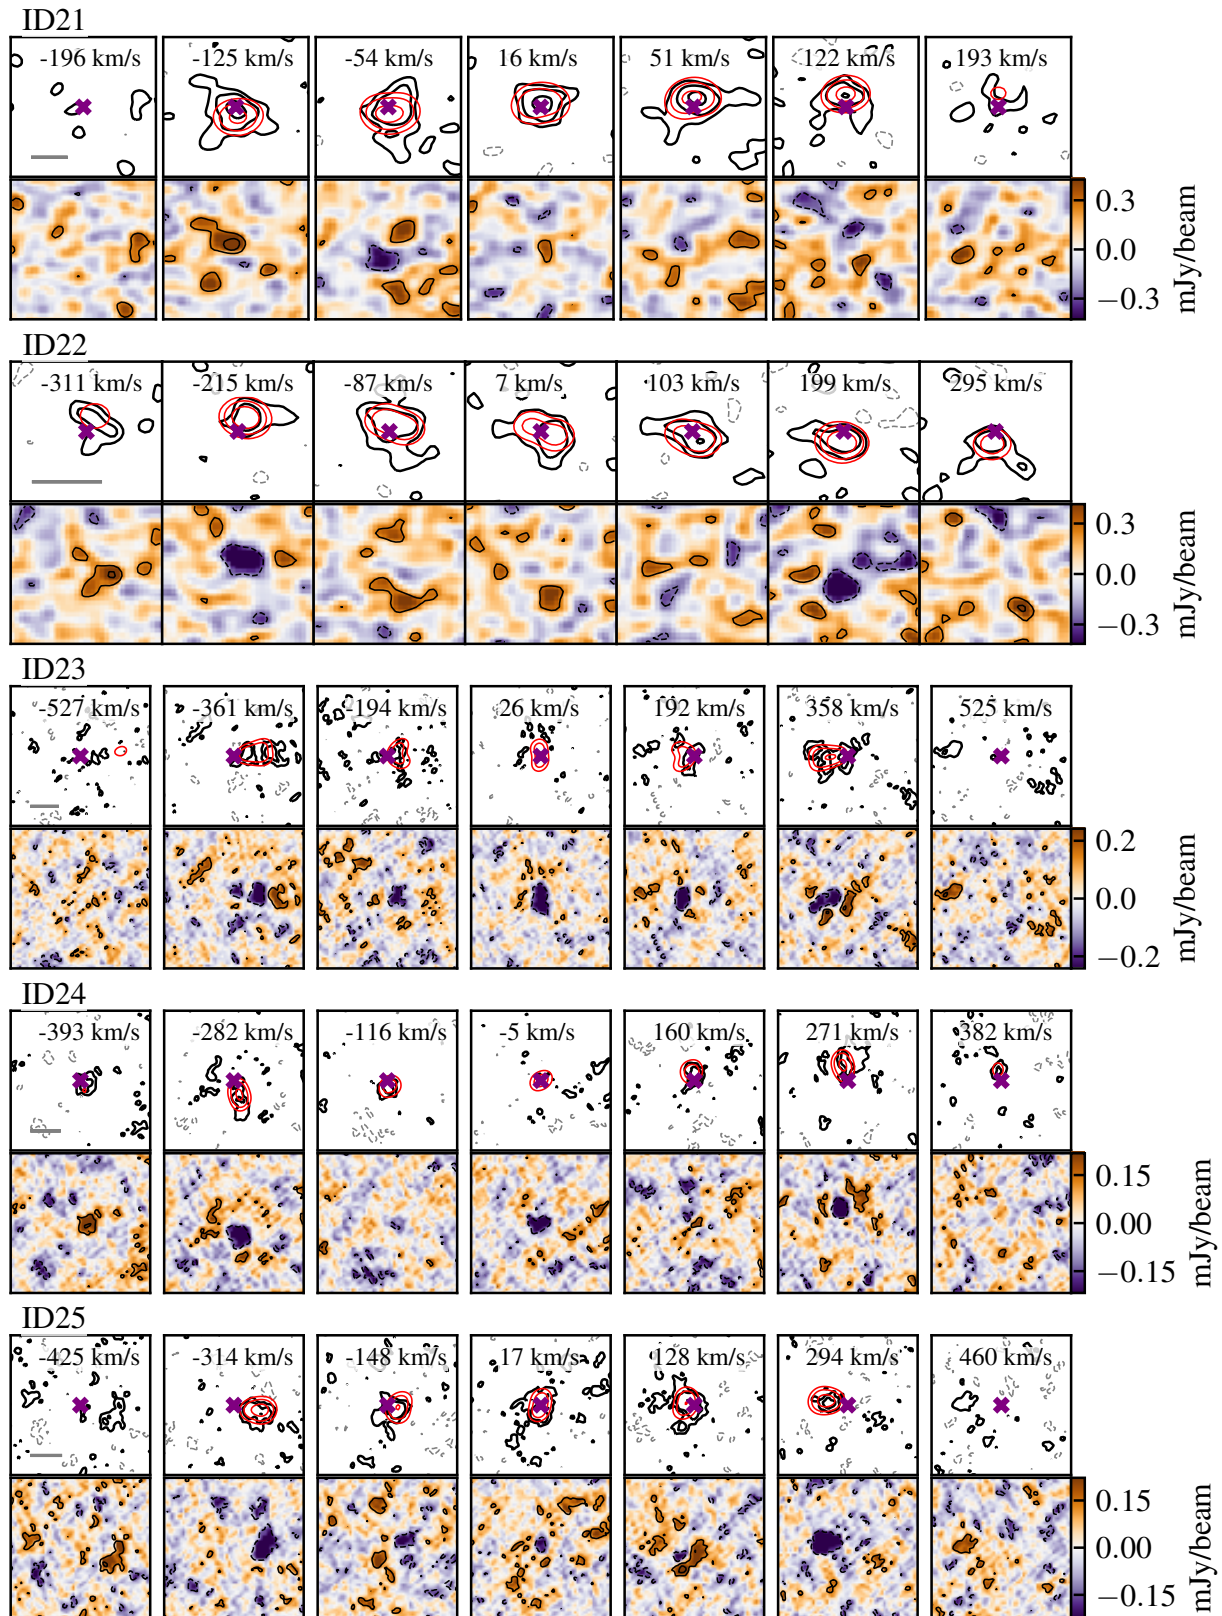 ID21
-196 km/s -125 km/s -54 km/s 16 km/s 51 km/s 122 km/s 193 km/s
0.3
0.0
−0.3
mJy/beam
ID22
-311 km/s -215 km/s -87 km/s 7 km/s 103 km/s 199 km/s 295 km/s
0.3
0.0
−0.3
mJy/beam
ID23
-527 km/s -361 km/s -194 km/s 26 km/s 192 km/s 358 km/s 525 km/s
0.2
0.0
−0.2
mJy/beam
ID24
-393 km/s -282 km/s -116 km/s -5 km/s 160 km/s 271 km/s 382 km/s
0.15
0.00
−0.15
mJy/beam
ID25
-425 km/s -314 km/s -148 km/s 17 km/s 128 km/s 294 km/s 460 km/s
0.15
0.00
−0.15
mJy/beam